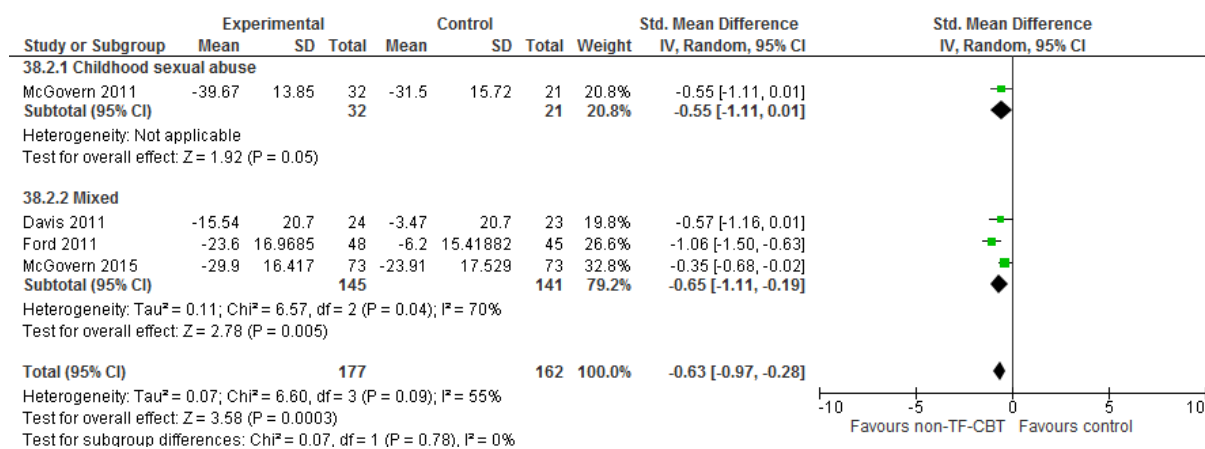 Experimental Control Std. Mean Difference Std. Mean Difference
Study or Subgroup Mean SD Total Mean SD Total Weight IV, Random, 95% CI IV, Random, 95% CI
38.2.1 Childhood sexual abuse
McGovern 2011 -39.67 13.85 32 -31.5 15.72 21 20.8% -0.55 [-1.11, 0.01]
Subtotal (95% CI) 32 21 20.8% -0.55 [-1.11, 0.01]
Heterogeneity: Not applicable
Test for overall effect: Z = 1.92 (P = 0.05)
38.2.2 Mixed
Davis 2011 -15.54 20.7 24 -3.47 20.7 23 19.8% -0.57 [-1.16, 0.01]
Ford 2011 -23.6 16.9685 48 -6.2 15.41882 45 26.6% -1.06 [-1.50, -0.63]
McGovern 2015 -29.9 16.417 73 -23.91 17.529 73 32.8% -0.35 [-0.68, -0.02]
Subtotal (95% CI) 145 141 79.2% -0.65 [-1.11, -0.19]
Heterogeneity: Tau² = 0.11; Chi² = 6.57, df = 2 (P = 0.04); I² = 70%
Test for overall effect: Z = 2.78 (P = 0.005)
Total (95% CI) 177 162 100.0% -0.63 [-0.97, -0.28]
Heterogeneity: Tau² = 0.07; Chi² = 6.60, df = 3 (P = 0.09); I² = 55%
Test for overall effect: Z = 3.58 (P = 0.0003)
Test for subgroup differences: Chi² = 0.07, df = 1 (P = 0.78), I² = 0%
-10 -5 0 5 10
Favours non-TF-CBT Favours control